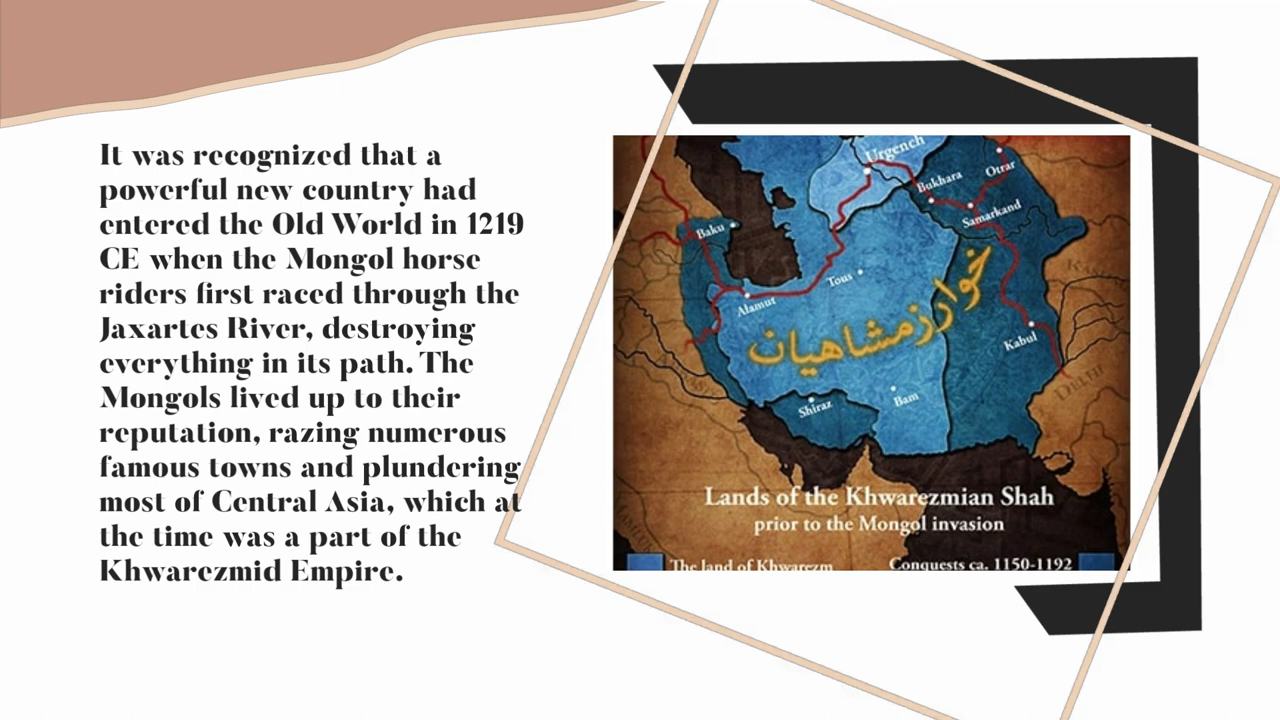 It was recognized that a
powerful new country had
entered the Old World in 1219
CE when the Mongol horse
riders first raced through the
Jaxartes River, destroying
everything in its path. The
Mongols lived up to their
reputation, razing numerous
famous towns and plundering
most of Central Asia, which at
the time was a part of the
Khwarezmid Empire.
Urgench
Otrar
Bukhara
Samarkand
Baku
Tous
Alamut
خوارزمشاهیان
Kabul
DELHI
Bam
Shiraz
Lands of the Khwarezmian Shah
prior to the Mongol invasion
The land of Khwarezm
Conquests ca. 1150-1192